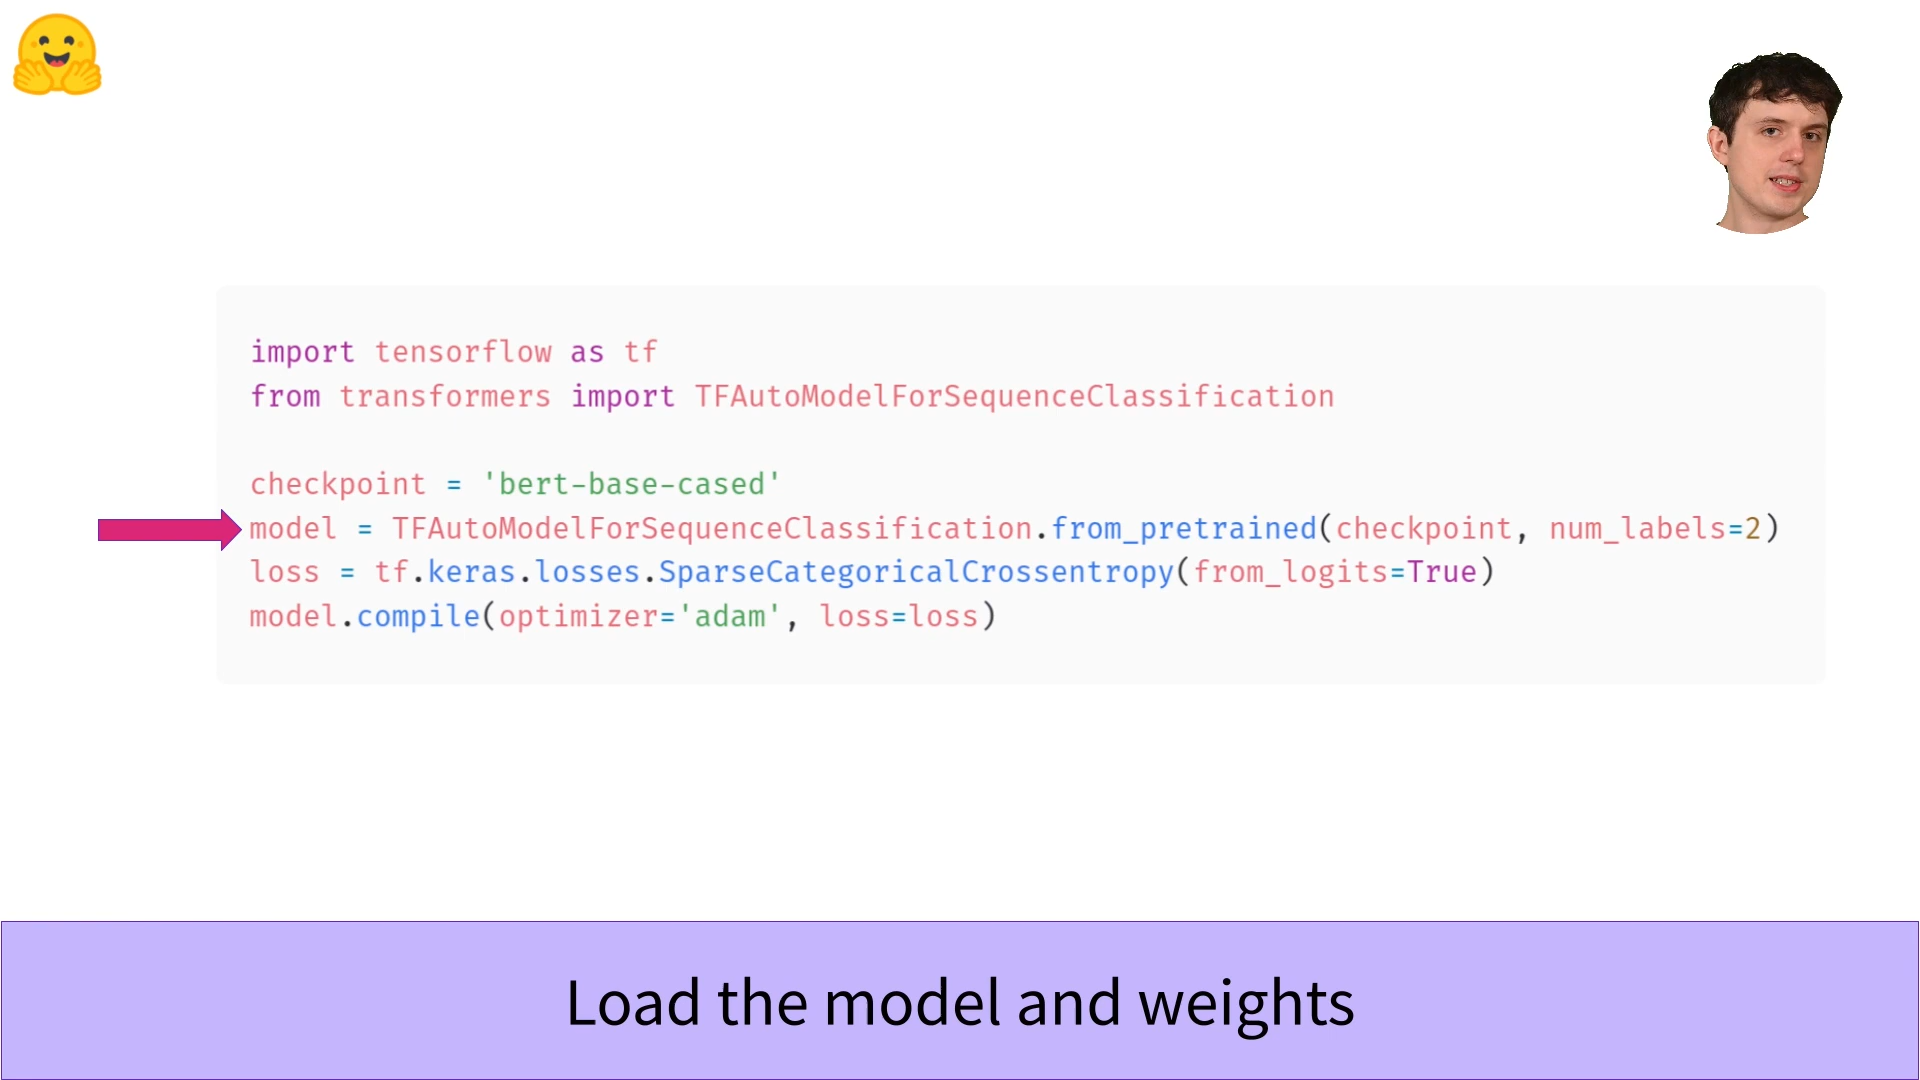 import tensorflow as tf
from transformers import TFAutoModelForSequenceClassification
checkpoint = 'bert-base-cased'
model = TFAutoModelForSequenceClassification.from_pretrained(checkpoint, num_labels=2)
loss = tf.keras.losses.SparseCategoricalCrossentropy(from_logits=True)
model.compile(optimizer='adam', loss=loss)
Load the model and weights